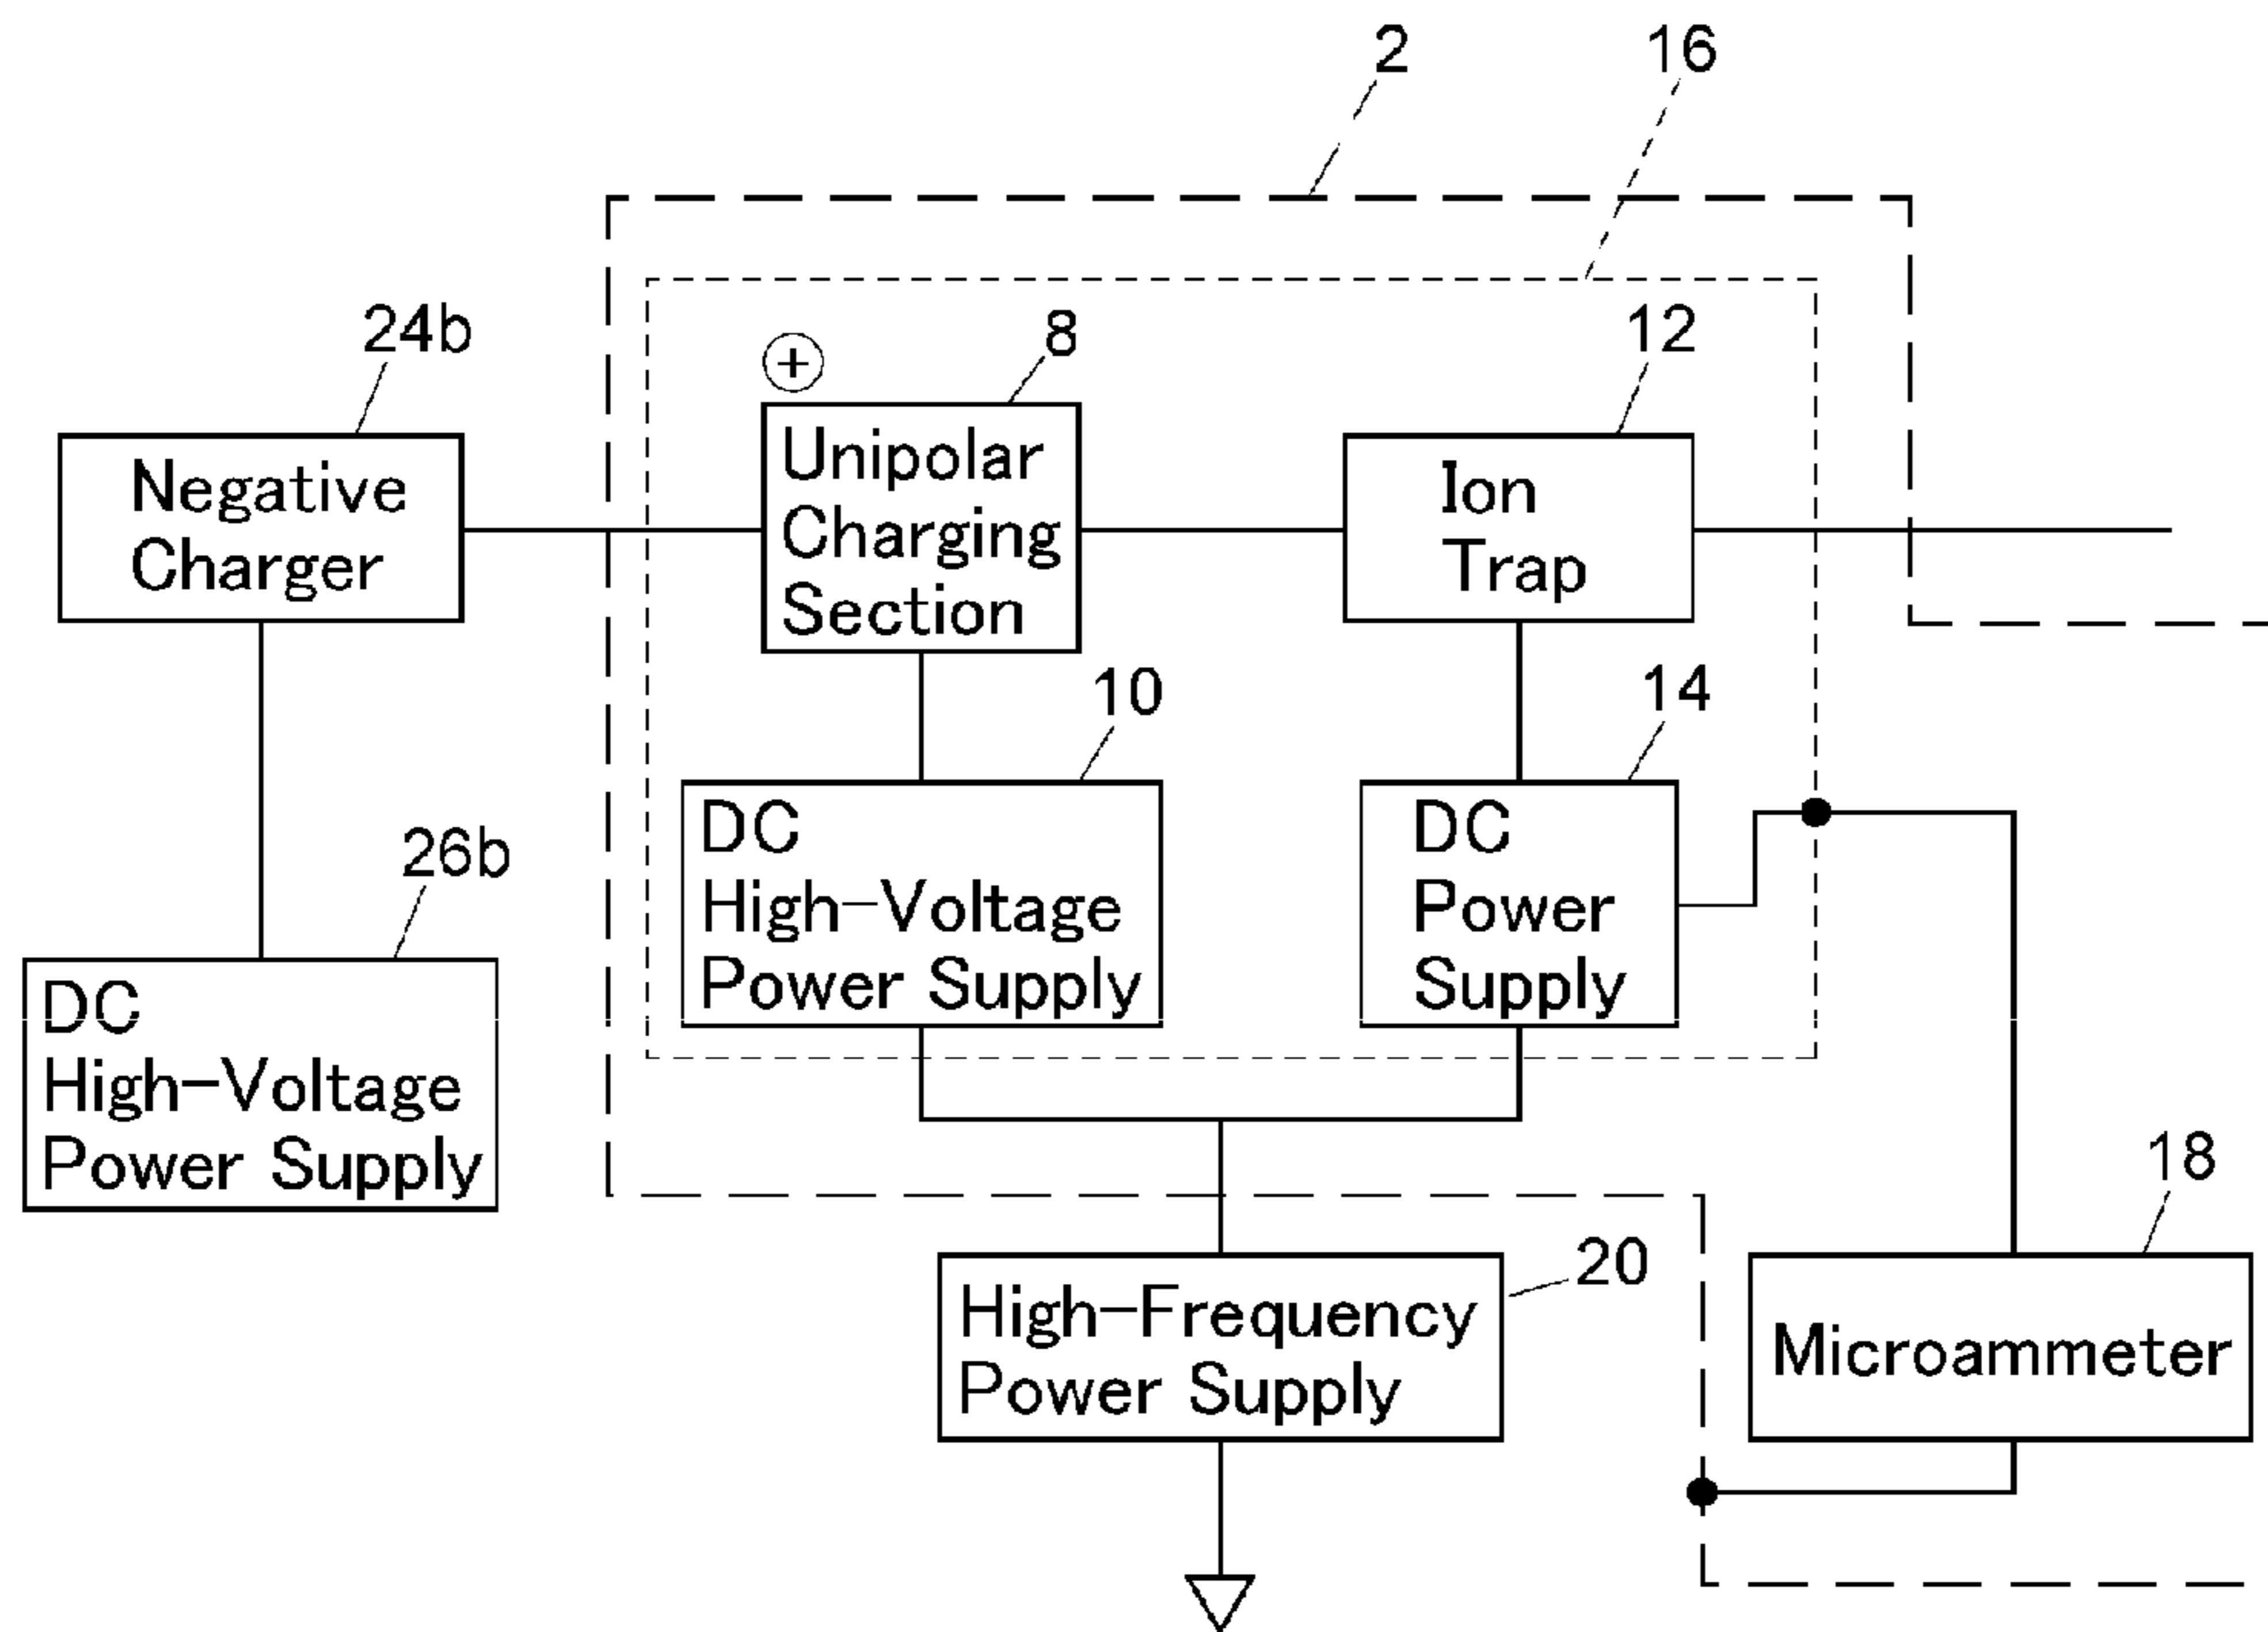 2
16
24b
8
12
+
Negative
Charger
Unipolar
Charging
Section
Ion
Trap
10
14
26b
DC
High-Voltage
Power Supply
DC
Power
Supply
DC
High-Voltage
Power Supply
18
20
High-Frequency
Power Supply
Microammeter